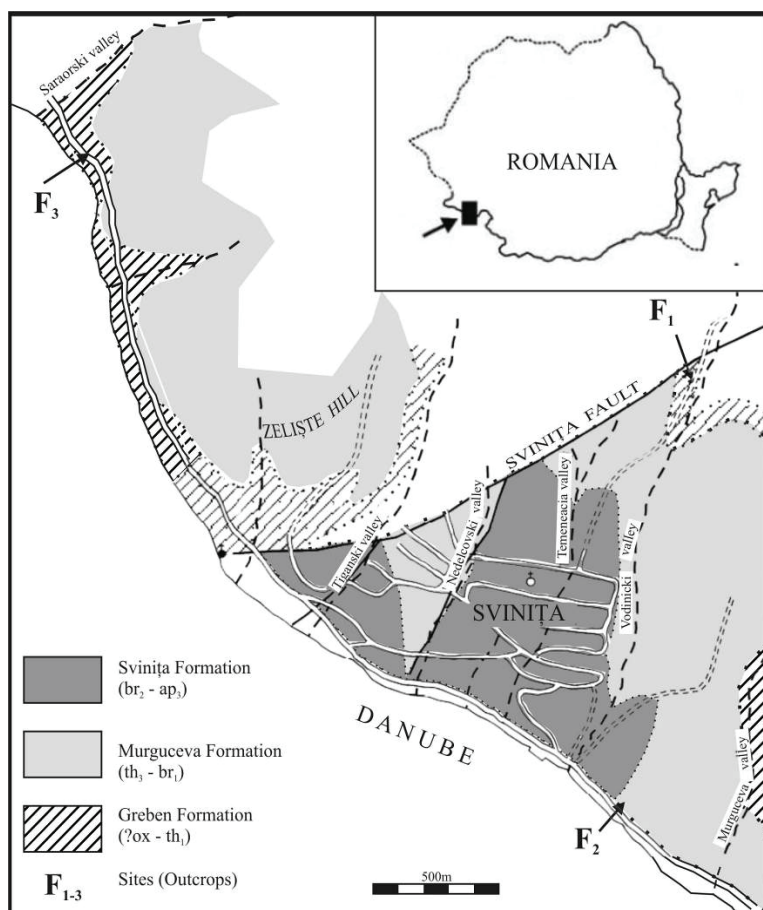 Saraorski valley
F3
ROMANIA
F1
ZELIȘTE HILL
SVINIȚA FAULT
Țiganski valley
Nedelcovski valley
Temeneacia valley
Vodinicki valley
SVINIȚA
DANUBE
Murguceva valley
F2
Svinița Formation
(br2 - ap3)
Murguceva Formation
(th3 - br1)
Greben Formation
(?ox - th1)
F1-3
Sites (Outcrops)
500m